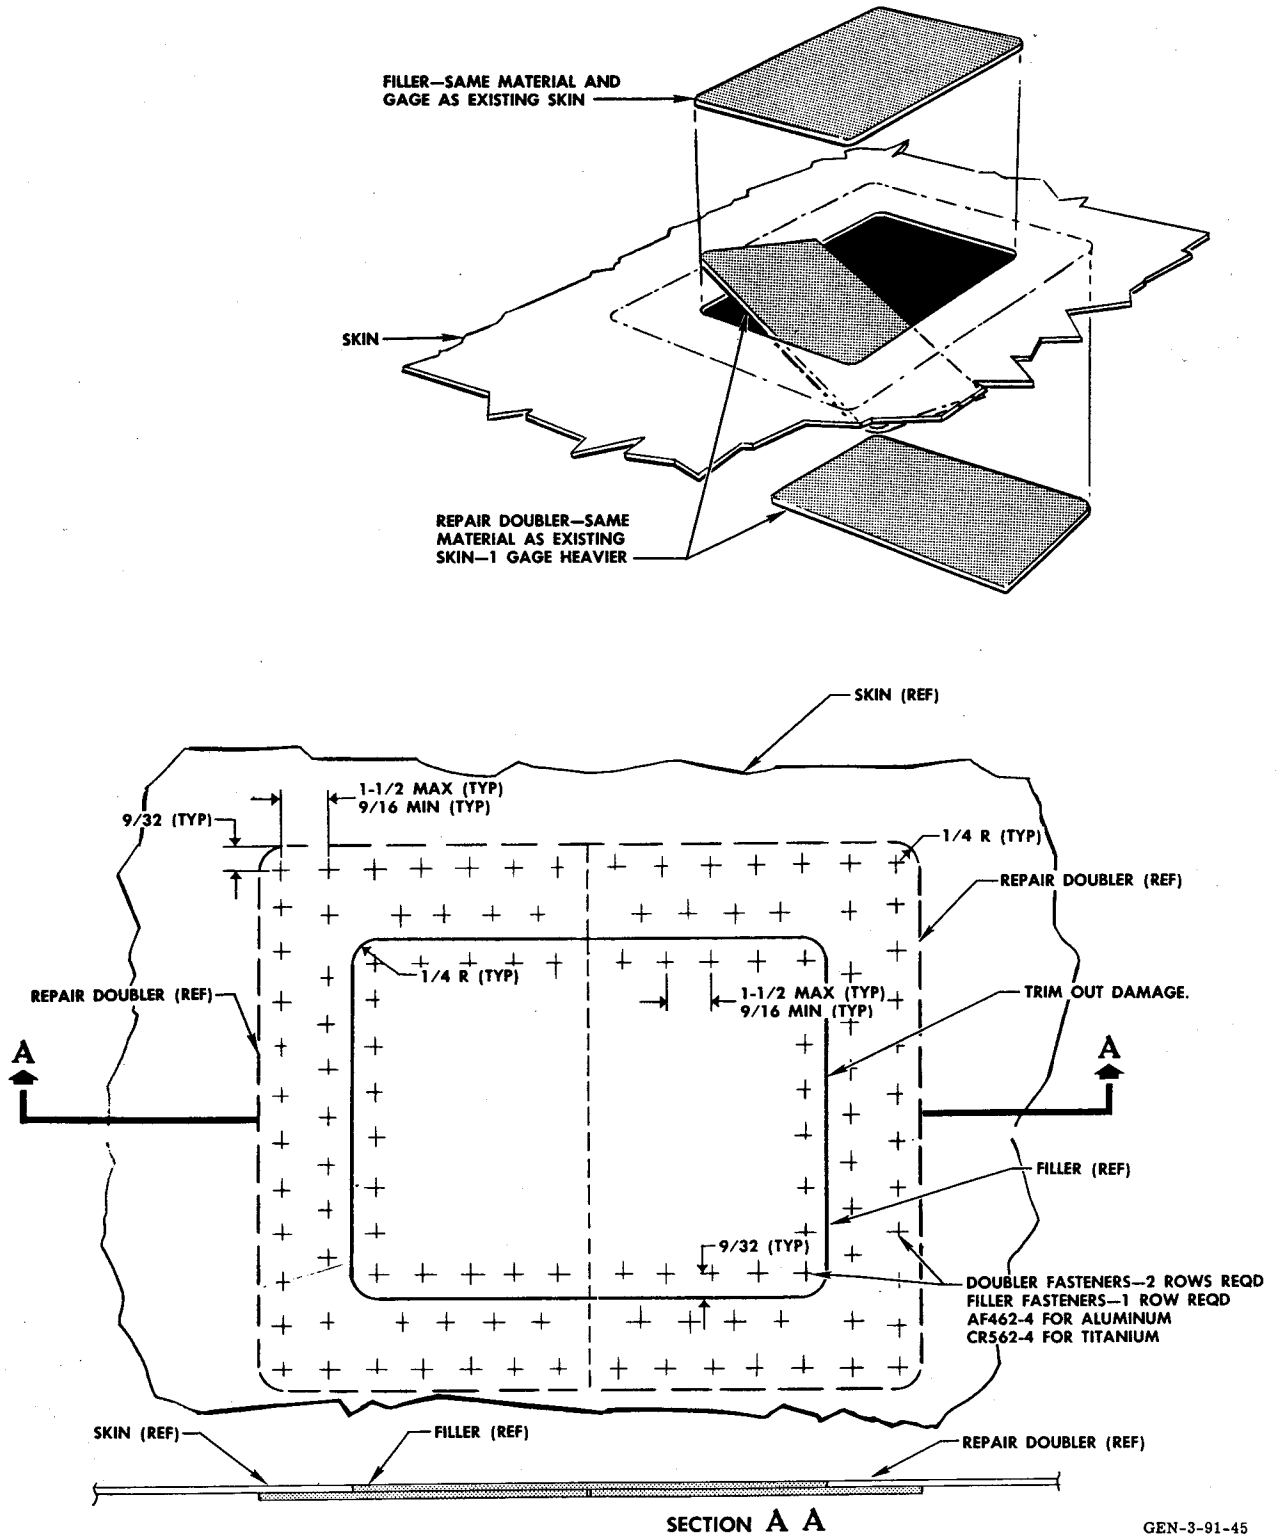 FILLER—SAME MATERIAL AND
GAGE AS EXISTING SKIN
SKIN
REPAIR DOUBLER—SAME
MATERIAL AS EXISTING
SKIN—1 GAGE HEAVIER
SKIN (REF)
1-1/2 MAX (TYP)
9/16 MIN (TYP)
9/32 (TYP)
1/4 R (TYP)
REPAIR DOUBLER (REF)
1/4 R (TYP)
REPAIR DOUBLER (REF)
1-1/2 MAX (TYP)
9/16 MIN (TYP)
TRIM OUT DAMAGE.
A
A
FILLER (REF)
9/32 (TYP)
DOUBLER FASTENERS—2 ROWS REQD
FILLER FASTENERS—1 ROW REQD
AF462-4 FOR ALUMINUM
CR562-4 FOR TITANIUM
SKIN (REF)
FILLER (REF)
REPAIR DOUBLER (REF)
SECTION A A
GEN-3-91-45